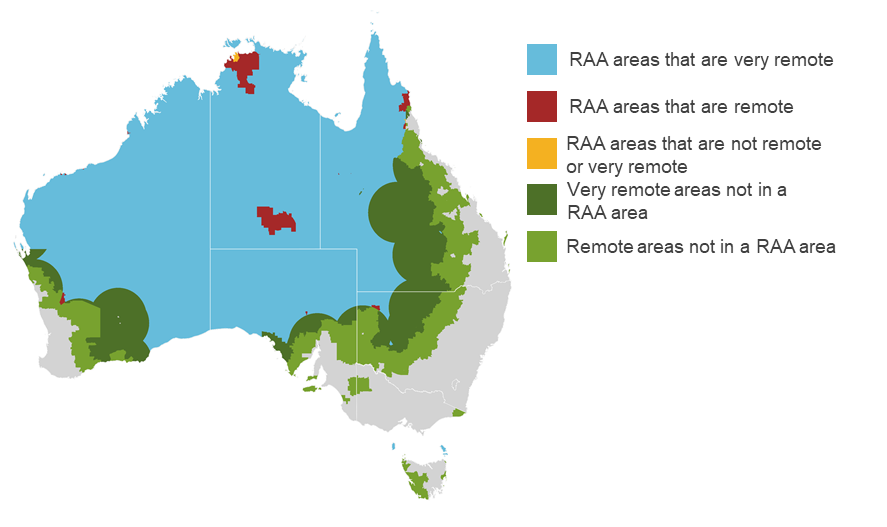 RAA areas that are very remote
RAA areas that are remote
RAA areas that are not remote
or very remote
Very remote areas not in a
RAA area
Remote areas not in a RAA area